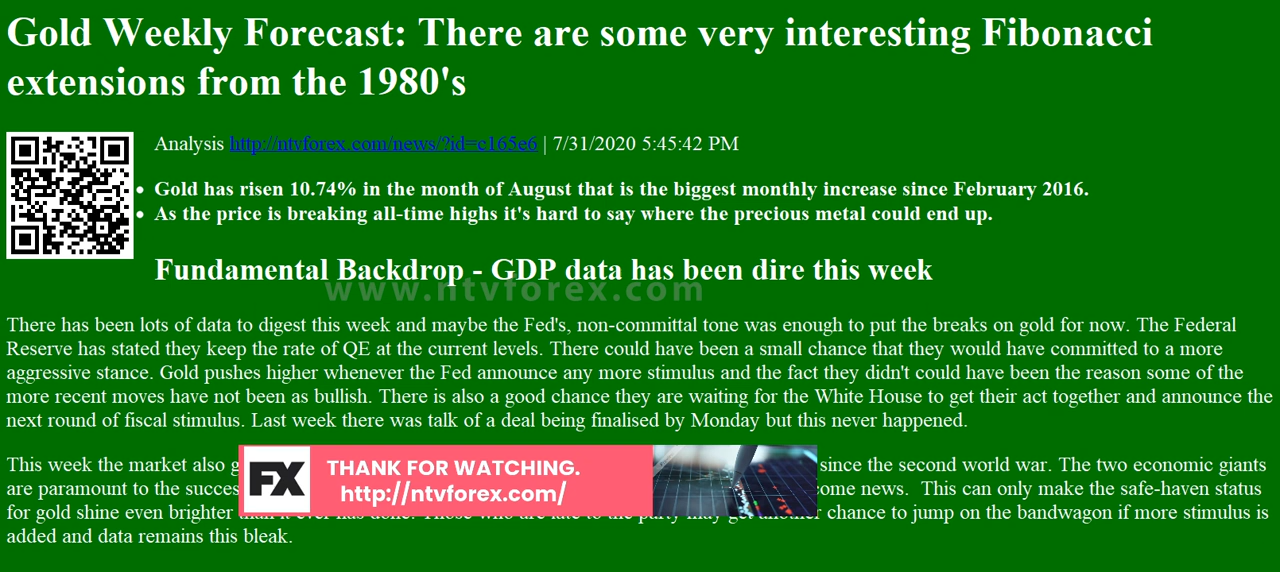 Gold Weekly Forecast: There are some very interesting Fibonacci
extensions from the 1980's
Analysis http://ntvforex.com/news/?id=c165e6 | 7/31/2020 5:45:42 PM
• Gold has risen 10.74% in the month of August that is the biggest monthly increase since February 2016.
• As the price is breaking all-time highs it's hard to say where the precious metal could end up.
Fundamental Backdrop - GDP data has been dire this week
www.ntvforex.com
There has been lots of data to digest this week and maybe the Fed's, non-committal tone was enough to put the breaks on gold for now. The Federal
Reserve has stated they keep the rate of QE at the current levels. There could have been a small chance that they would have committed to a more
aggressive stance. Gold pushes higher whenever the Fed announce any more stimulus and the fact they didn't could have been the reason some of the
more recent moves have not been as bullish. There is also a good chance they are waiting for the White House to get their act together and announce the
next round of fiscal stimulus. Last week there was talk of a deal being finalised by Monday but this never happened.
This week the market also since the second world war. The two economic giants
are paramount to the news. This can only make the safe-haven status
for gold shine even brighter chance to jump on the bandwagon if more stimulus is
added and data remains this bleak.
FX
THANK FOR WATCHING.
http://ntvforex.com/